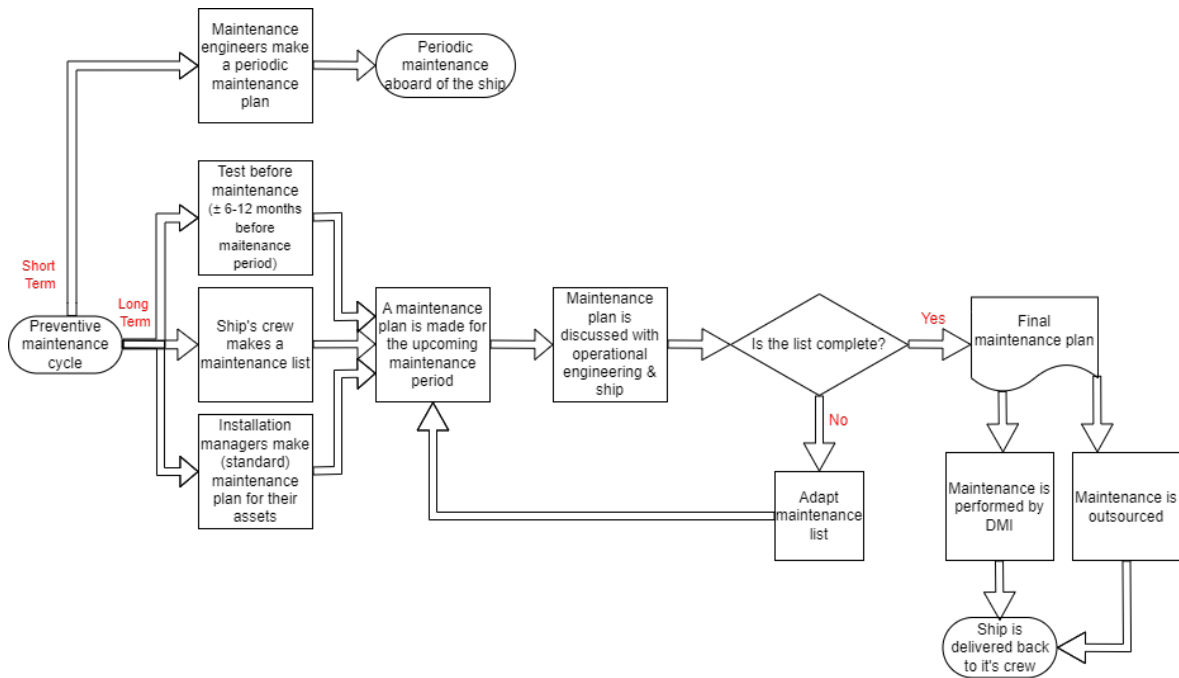 Maintenance
engineers make
a periodic
maintenance
plan
Periodic
maintenance
aboard of the ship
Short
Term
Long
Term
Preventive
maintenance
cycle
Test before
maintenance
(± 6-12 months
before
maitenance
period)
Ship's crew
makes a
maintenance list
Installation
managers make
(standard)
maintenance
plan for their
assets
A maintenance
plan is made for
the upcoming
maintenance
period
Maintenance
plan is
discussed with
operational
engineering &
ship
Is the list complete?
Yes
No
Adapt
maintenance
list
Final
maintenance plan
Maintenance is
performed by
DMI
Maintenance is
outsourced
Ship is
delivered back
to it's crew